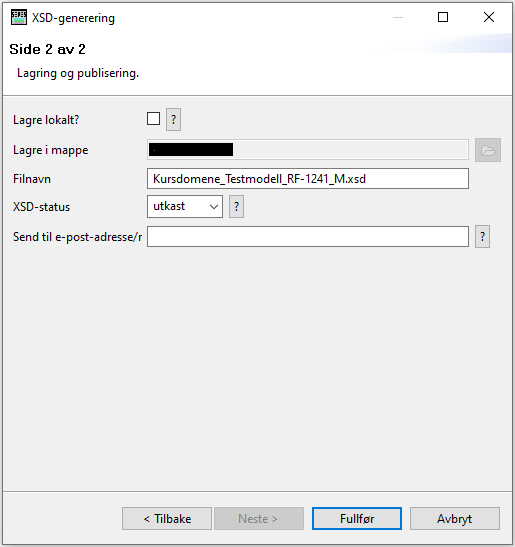 XSD-generering
Side 2 av 2
Lagring og publisering.
Lagre lokalt? ?
Lagre i mappe
Filnavn Kursdomene_Testmodell_RF-1241_M.xsd
XSD-status utkast ?
Send til e-post-adresse/r ?
< Tilbake Neste > Fullfør Avbryt